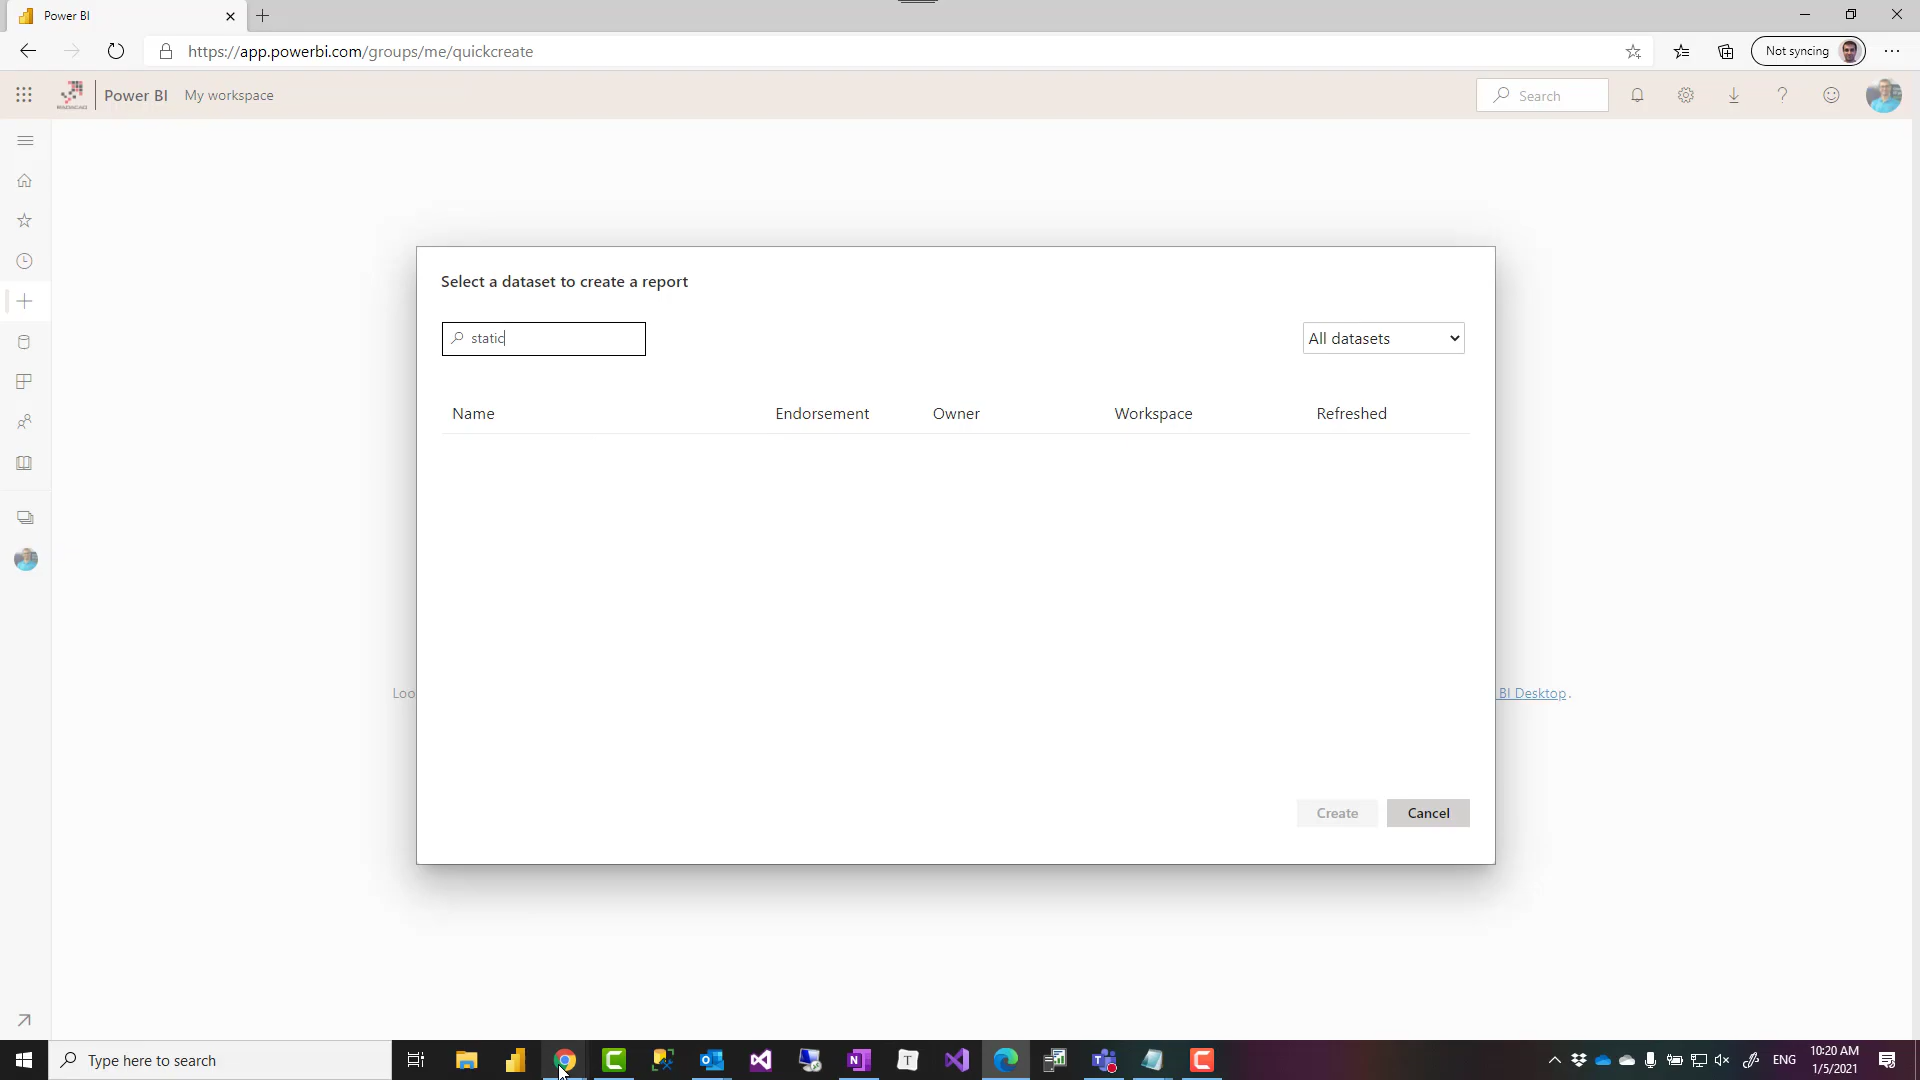 Power BI
https://app.powerbi.com/groups/me/quickcreate
Not syncing
RADACAD
Power BI
My workspace
Search
Select a dataset to create a report
static
All datasets
Name
Endorsement
Owner
Workspace
Refreshed
Loo
BI Desktop.
Create
Cancel
Type here to search
ENG
10:20 AM
1/5/2021